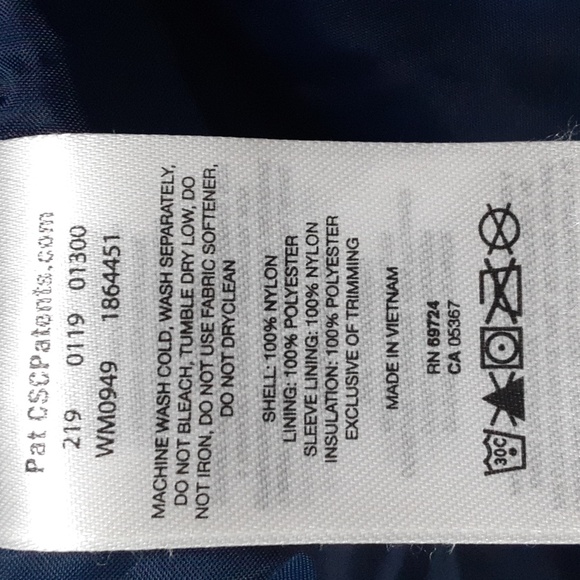 Pat CSCPatents.com
219 0119 01300
WM0949 1864451
MACHINE WASH COLD, WASH SEPARATELY,
DO NOT BLEACH, TUMBLE DRY LOW, DO
NOT IRON, DO NOT USE FABRIC SOFTENER,
DO NOT DRYCLEAN
SHELL: 100% NYLON
LINING: 100% POLYESTER
SLEEVE LINING: 100% NYLON
INSULATION: 100% POLYESTER
EXCLUSIVE OF TRIMMING
MADE IN VIETNAM
RN 69724
CA 05367
30C